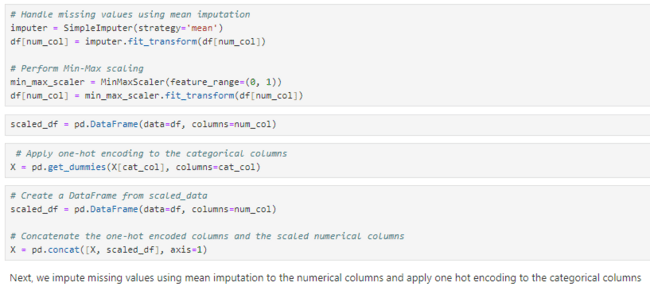 # Handle missing values using mean imputation
imputer = SimpleImputer(strategy='mean')
df[num_col] = imputer.fit_transform(df[num_col])
# Perform Min-Max scaling
min_max_scaler = MinMaxScaler(feature_range=(0, 1))
df[num_col] = min_max_scaler.fit_transform(df[num_col])
scaled_df = pd.DataFrame(data=df, columns=num_col)
# Apply one-hot encoding to the categorical columns
X = pd.get_dummies(X[cat_col], columns=cat_col)
# Create a DataFrame from scaled_data
scaled_df = pd.DataFrame(data=df, columns=num_col)
# Concatenate the one-hot encoded columns and the scaled numerical columns
X = pd.concat([X, scaled_df], axis=1)
Next, we impute missing values using mean imputation to the numerical columns and apply one hot encoding to the categorical columns